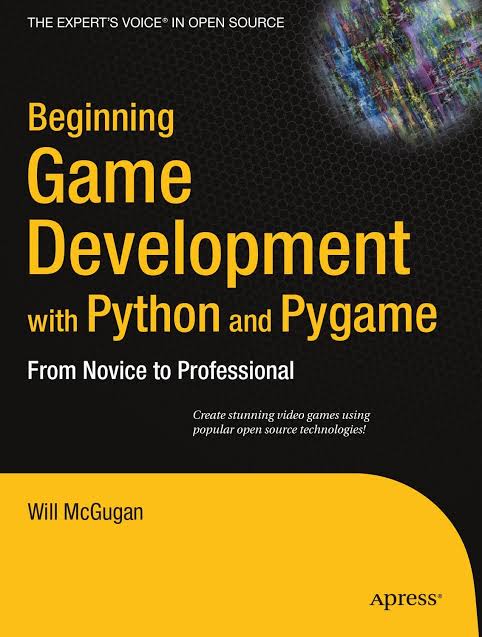 THE EXPERT'S VOICE® IN OPEN SOURCE
Beginning
Game
Development
with Python and Pygame
From Novice to Professional
Create stunning video games using
popular open source technologies!
Will McGugan
Apress®